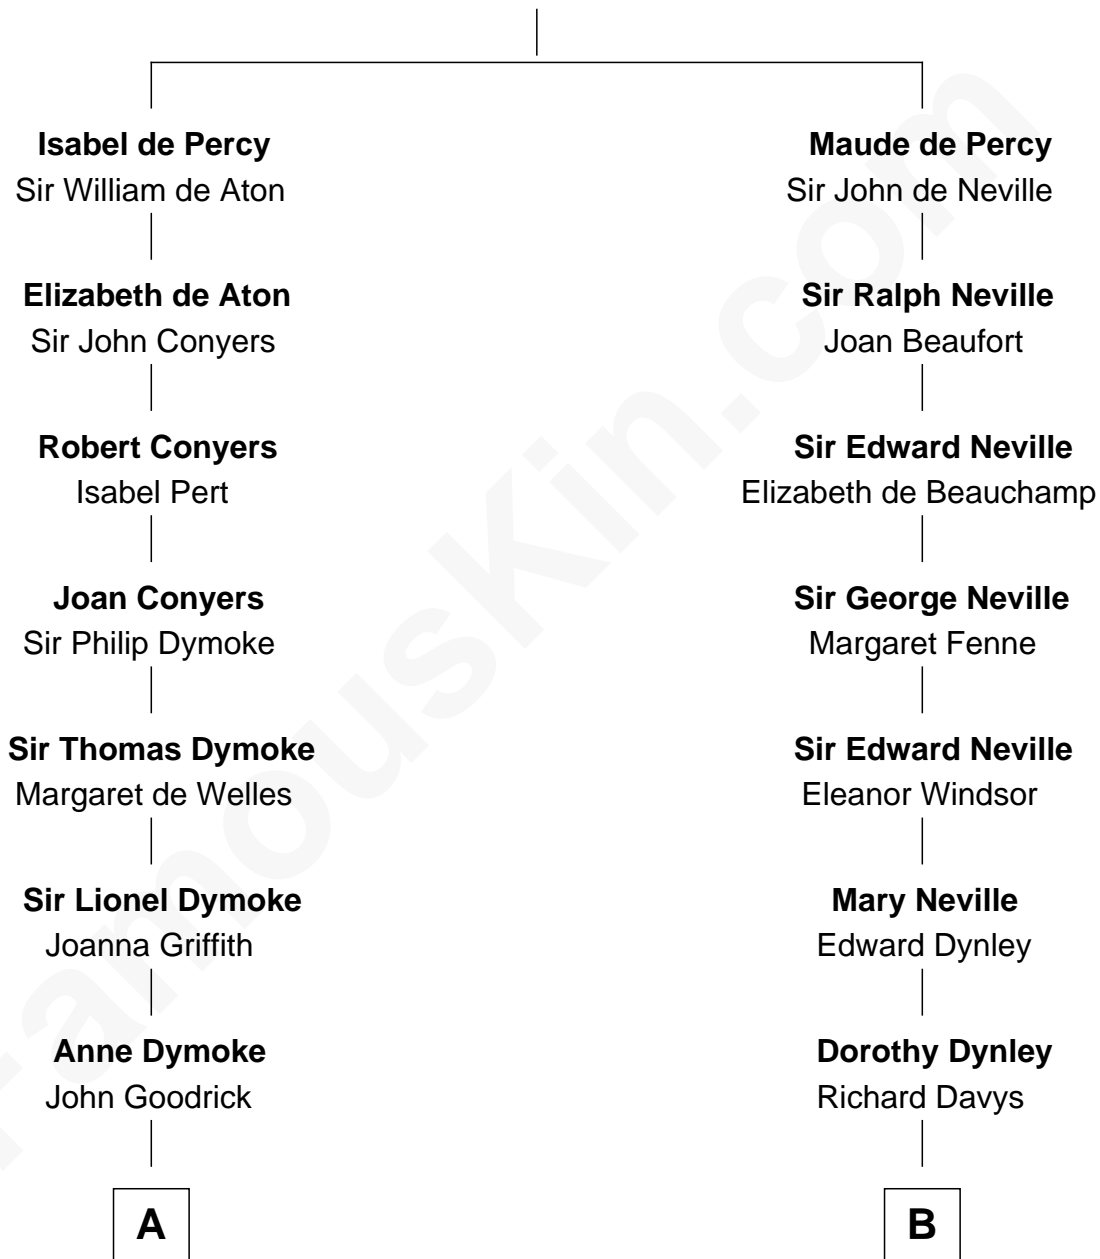 Isabel de Percy
Sir William de Aton
Elizabeth de Aton
Sir John Conyers
Robert Conyers
Isabel Pert
Joan Conyers
Sir Philip Dymoke
Sir Thomas Dymoke
Margaret de Welles
Sir Lionel Dymoke
Joanna Griffith
Anne Dymoke
John Goodrick
A
Maude de Percy
Sir John de Neville
Sir Ralph Neville
Joan Beaufort
Sir Edward Neville
Elizabeth de Beauchamp
Sir George Neville
Margaret Fenne
Sir Edward Neville
Eleanor Windsor
Mary Neville
Edward Dynley
Dorothy Dynley
Richard Davys
B
FamousKin.com